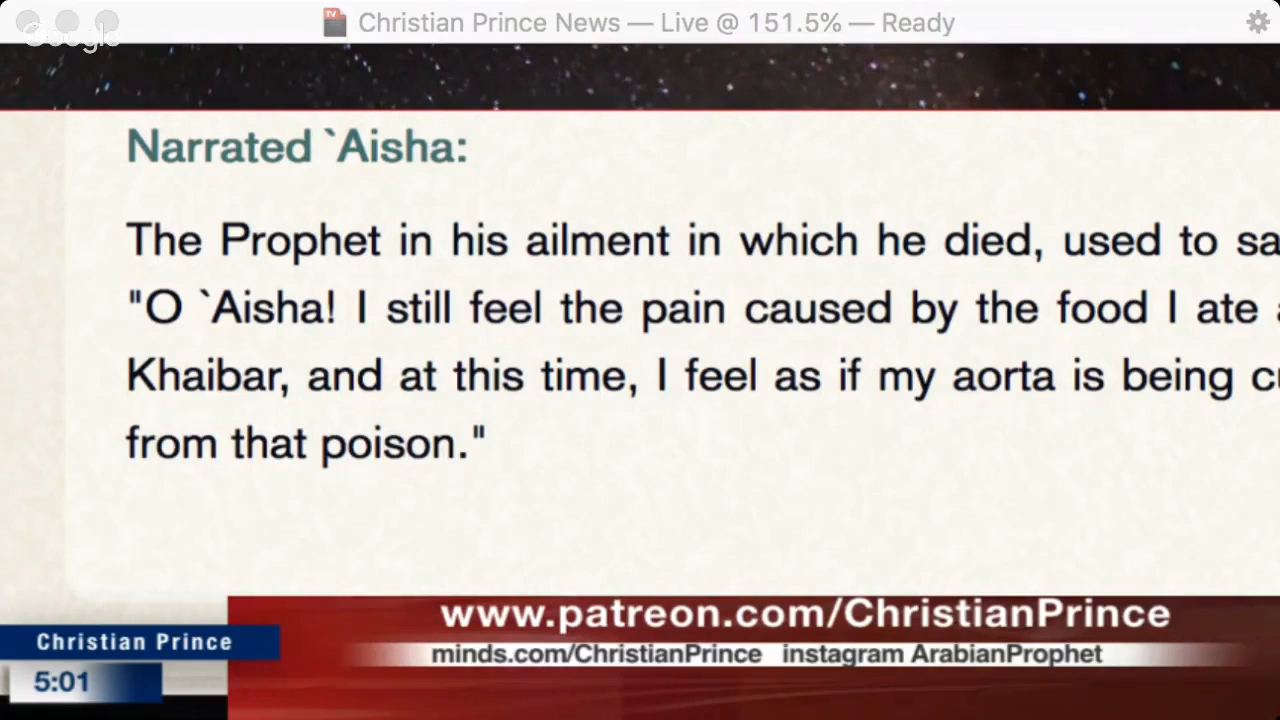 Christian Prince News — Live @ 151.5% — Ready
Google
Narrated `Aisha:
The Prophet in his ailment in which he died, used to
"O `Aisha! I still feel the pain caused by the food I ate
Khaibar, and at this time, I feel as if my aorta is being
from that poison."
www.patreon.com/ChristianPrince
Christian Prince
minds.com/ChristianPrince instagram ArabianProphet
5:01